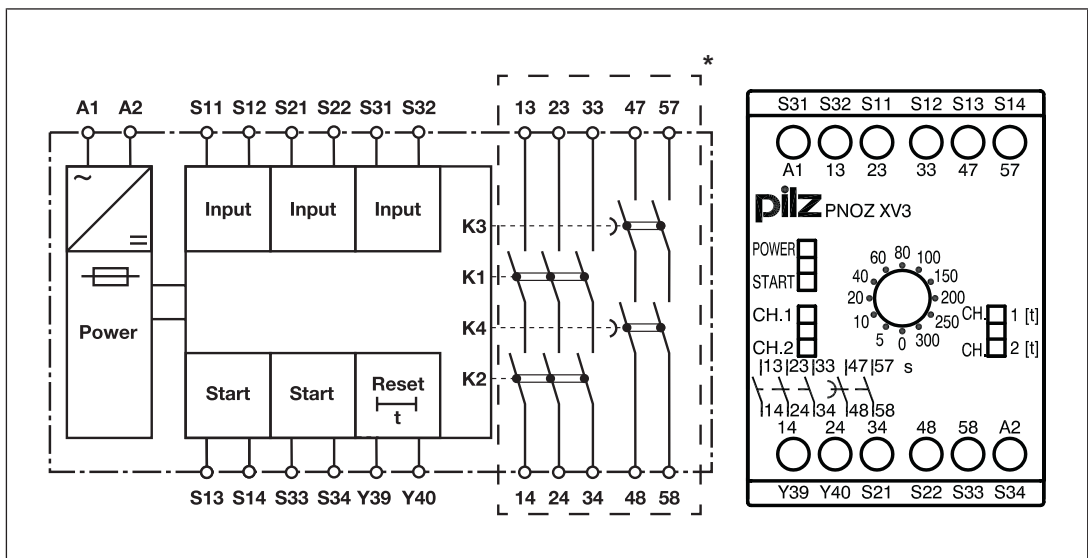 *
A1 A2 S11 S12 S21 S22 S31 S32 13 23 33 47 57
~
=
Power
Input Input Input
K3
K1
K4
K2
Start Start Reset
t
S13 S14 S33 S34 Y39 Y40 14 24 34 48 58
S31 S32 S11 S12 S13 S14
A1 13 23 33 47 57
pilz PNOZ XV3
POWER
START
CH.1
CH.2
0 5 10 20 40 60 80 100 150 200 250 300
s
CH. 1 [t]
CH. 2 [t]
|13|23|33 |47|57
|14|24|34 |48|58
14 24 34 48 58 A2
Y39 Y40 S21 S22 S33 S34